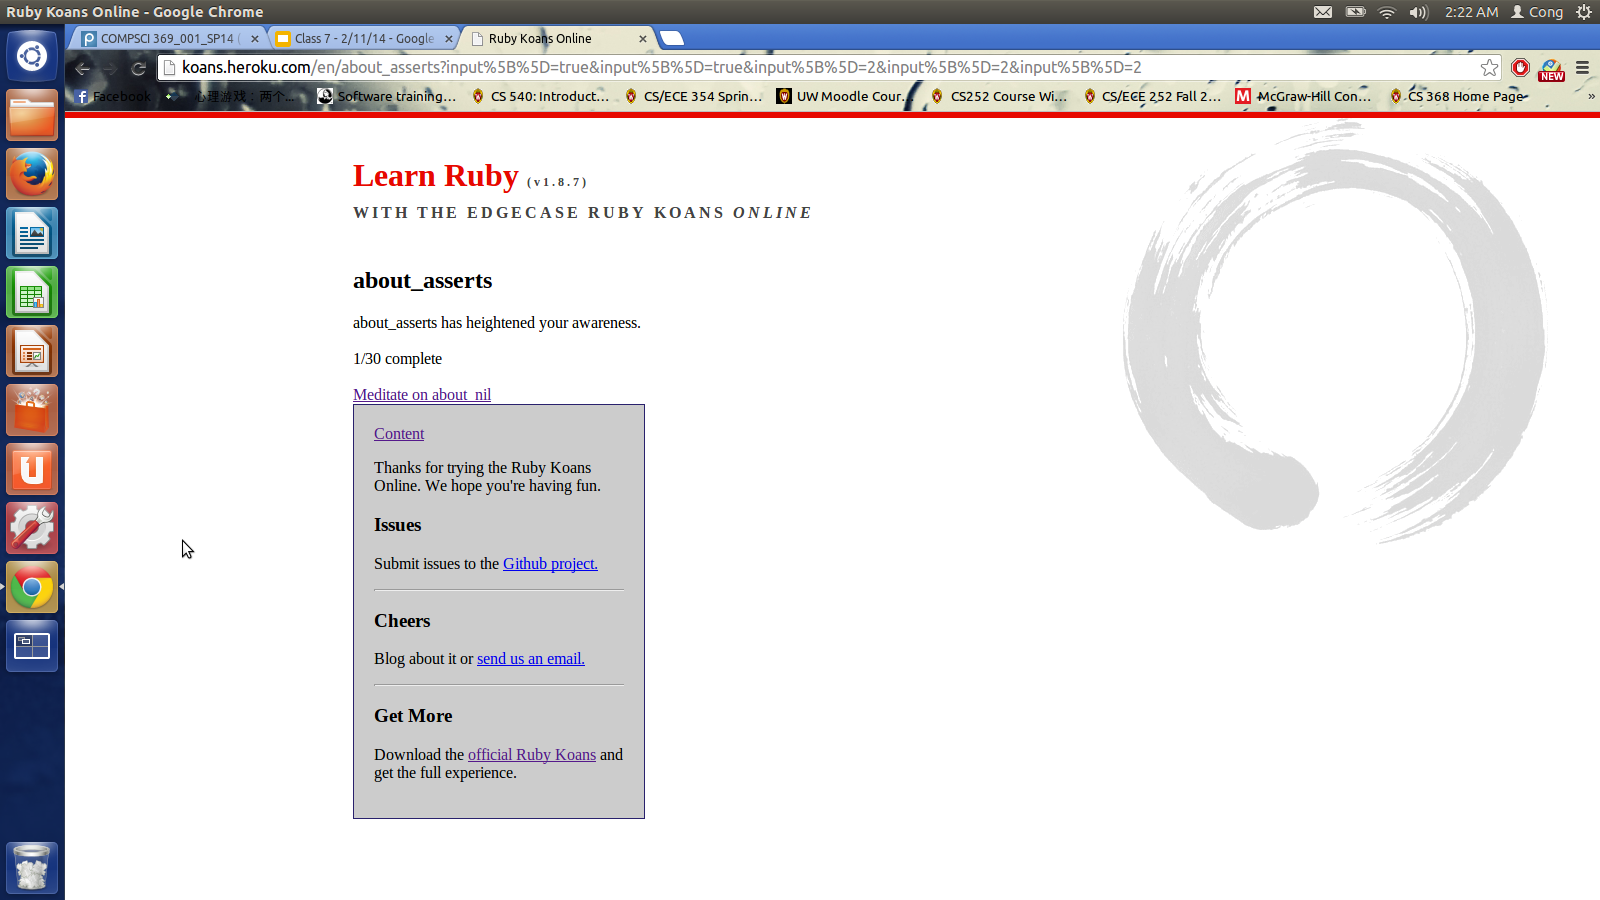 Ruby Koans Online - Google Chrome
2:22 AM Cong
COMPSCI 369_001_SP14 (
Class 7 - 2/11/14 - Google
Ruby Koans Online
koans.heroku.com/en/about_asserts?input%5B%5D=true&input%5B%5D=true&input%5B%5D=2&input%5B%5D=2&input%5B%5D=2
NEW
Facebook
心理游戏：两个...
Software training...
CS 540: Introduct...
CS/ECE 354 Sprin...
UW Moodle Cour...
CS252 Course Wi...
CS/ECE 252 Fall 2...
McGraw-Hill Con...
CS 368 Home Page
»
Learn Ruby (v1.8.7)
WITH THE EDGECASE RUBY KOANS ONLINE
about_asserts
about_asserts has heightened your awareness.
1/30 complete
Meditate on about_nil
Content
Thanks for trying the Ruby Koans
Online. We hope you're having fun.
Issues
Submit issues to the Github project.
Cheers
Blog about it or send us an email.
Get More
Download the official Ruby Koans and
get the full experience.